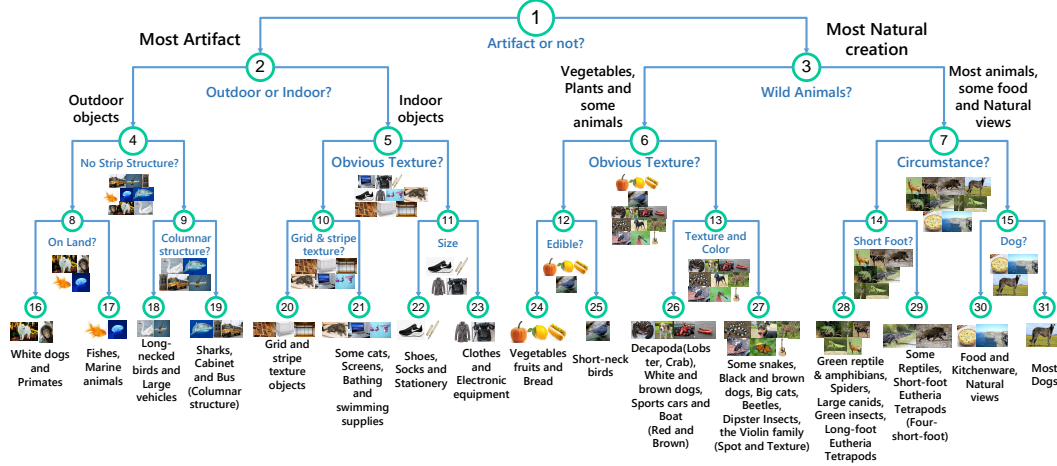 1
Most Artifact
Artifact or not?
Most Natural
creation
2
3
Outdoor or Indoor?
Wild Animals?
Vegetables,
Plants and
some
animals
Most animals,
some food
and Natural
views
Outdoor
objects
Indoor
objects
4
5
6
7
No Strip Structure?
Obvious Texture?
Obvious Texture?
Circumstance?
8
9
10
11
12
13
14
15
On Land?
Columnar
structure?
Grid & stripe
texture?
Size
Edible?
Texture and
Color
Short Foot?
Dog?
16
17
18
19
20
21
22
23
24
25
26
27
28
29
30
31
White dogs
and
Primates
Fishes,
Marine
animals
Long-
necked
birds and
Large
vehicles
Sharks,
Cabinet
and Bus
(Columnar
structure)
Grid and
stripe
texture
objects
Some cats,
Screens,
Bathing
and
swimming
supplies
Shoes,
Socks and
Stationery
Clothes
and
Electronic
equipment
Vegetables
fruits and
Bread
Short-neck
birds
Decapoda(Lobs
ter, Crab),
White and
brown dogs,
Sports cars and
Boat
(Red and
Brown)
Some snakes,
Black and brown
dogs, Big cats,
Beetles,
Dipster Insects,
the Violin family
(Spot and Texture)
Green reptile
& amphibians,
Spiders,
Large canids,
Green insects,
Long-foot
Eutheria
Tetrapods
Some
Reptiles,
Short-foot
Eutheria
Tetrapods
(Four-
short-foot)
Food and
Kitchenware,
Natural
views
Most
Dogs